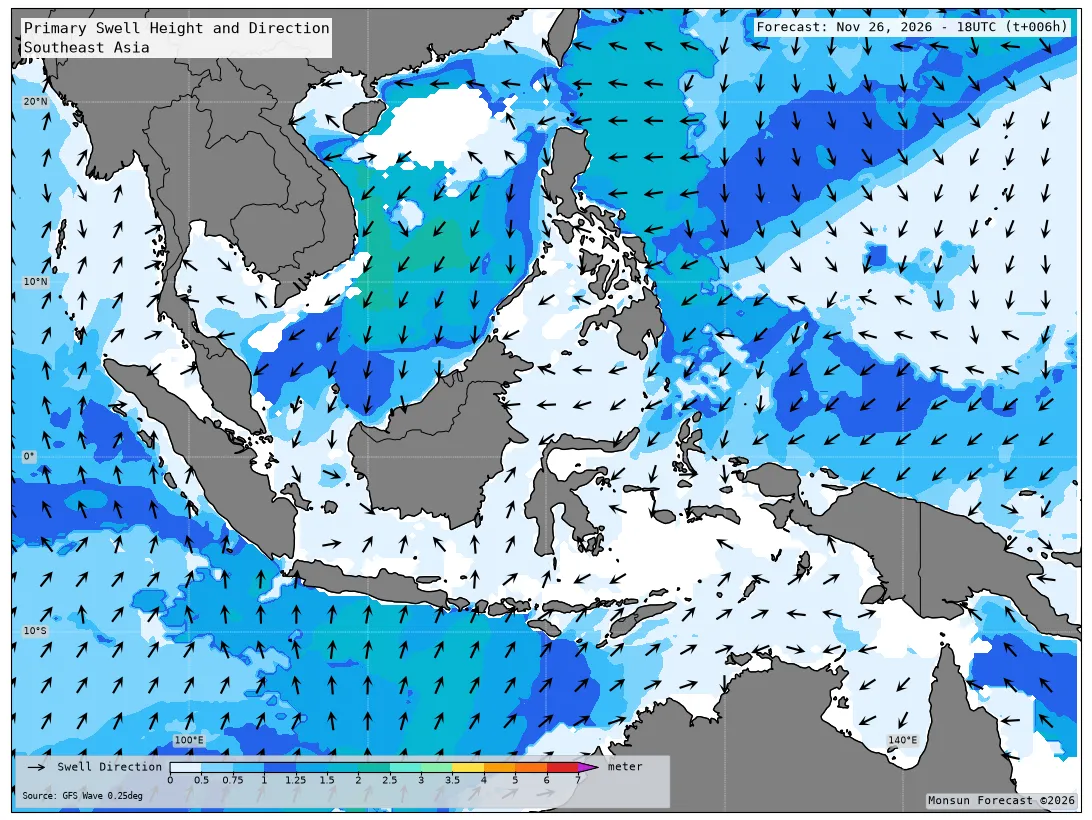 Primary Swell Height and Direction
Southeast Asia
Forecast: Nov 26, 2026 - 18UTC (t+006h)
20°N
10°N
0°
10°S
100°E
140°E
Swell Direction
0 0.5 0.75 1 1.25 1.5 2 2.5 3 3.5 4 5 6 7
meter
Source: GFS Wave 0.25deg
Monsun Forecast ©2026